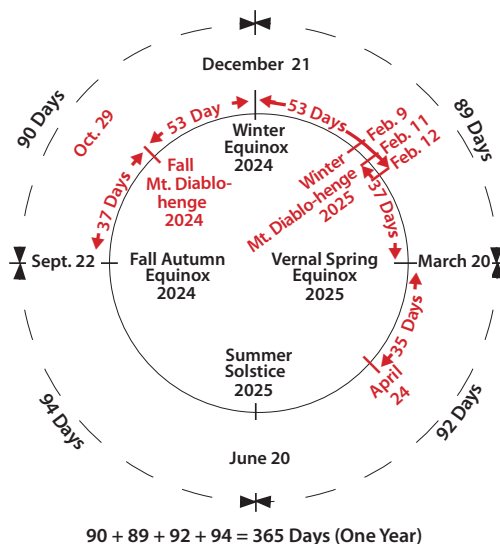 December 21
90 Days
89 Days
53 Day
53 Days
Oct. 29
Feb. 9
Feb. 11
Feb. 12
Winter
Equinox
2024
Fall
Mt. Diablo-
henge
2024
Winter
Mt. Diablo-henge
2025
37 Days
37 Days
Sept. 22
Fall Autumn
Equinox
2024
Vernal Spring
Equinox
2025
March 20
35 Days
April
24
Summer
Solstice
2025
94 Days
92 Days
June 20
90 + 89 + 92 + 94 = 365 Days (One Year)